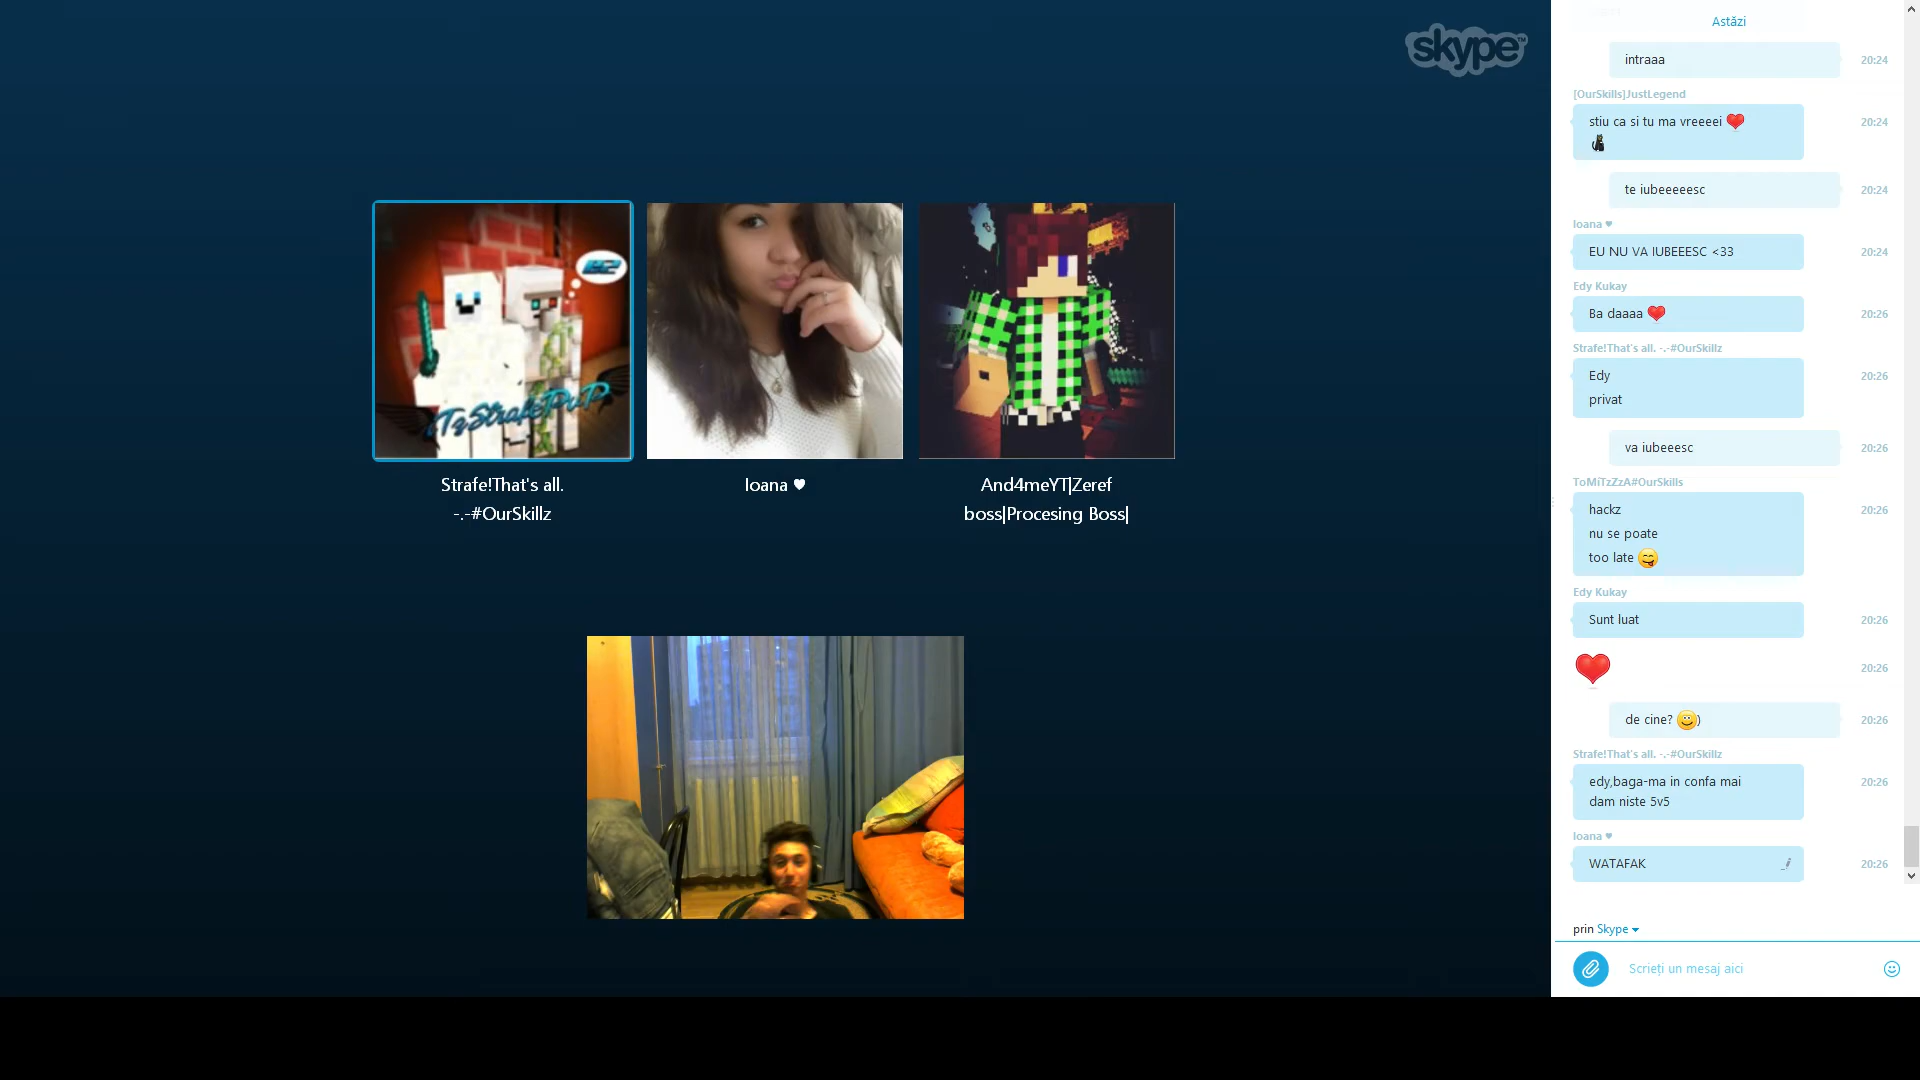 skype™
iTzStrafePvP
Strafe!That's all.
-.-#OurSkillz
Ioana ♥
And4meYT|Zeref
boss|Procesing Boss|
Astăzi
intraaa
20:24
[OurSkills]JustLegend
stiu ca si tu ma vreeeei ❤
20:24
te iubeeeeesc
20:24
Ioana ♥
EU NU VA IUBEEESC <33
20:24
Edy Kukay
Ba daaaa ❤
20:26
Strafe!That's all. -.-#OurSkillz
Edy
20:26
privat
va iubeeesc
20:26
ToMiTzZzA#OurSkills
hackz
20:26
nu se poate
too late 😜
Edy Kukay
Sunt luat
20:26
❤
20:26
de cine? 🙂)
20:26
Strafe!That's all. -.-#OurSkillz
edy,baga-ma in confa mai
20:26
dam niste 5v5
Ioana ♥
WATAFAK
20:26
prin Skype
Scrieți un mesaj aici